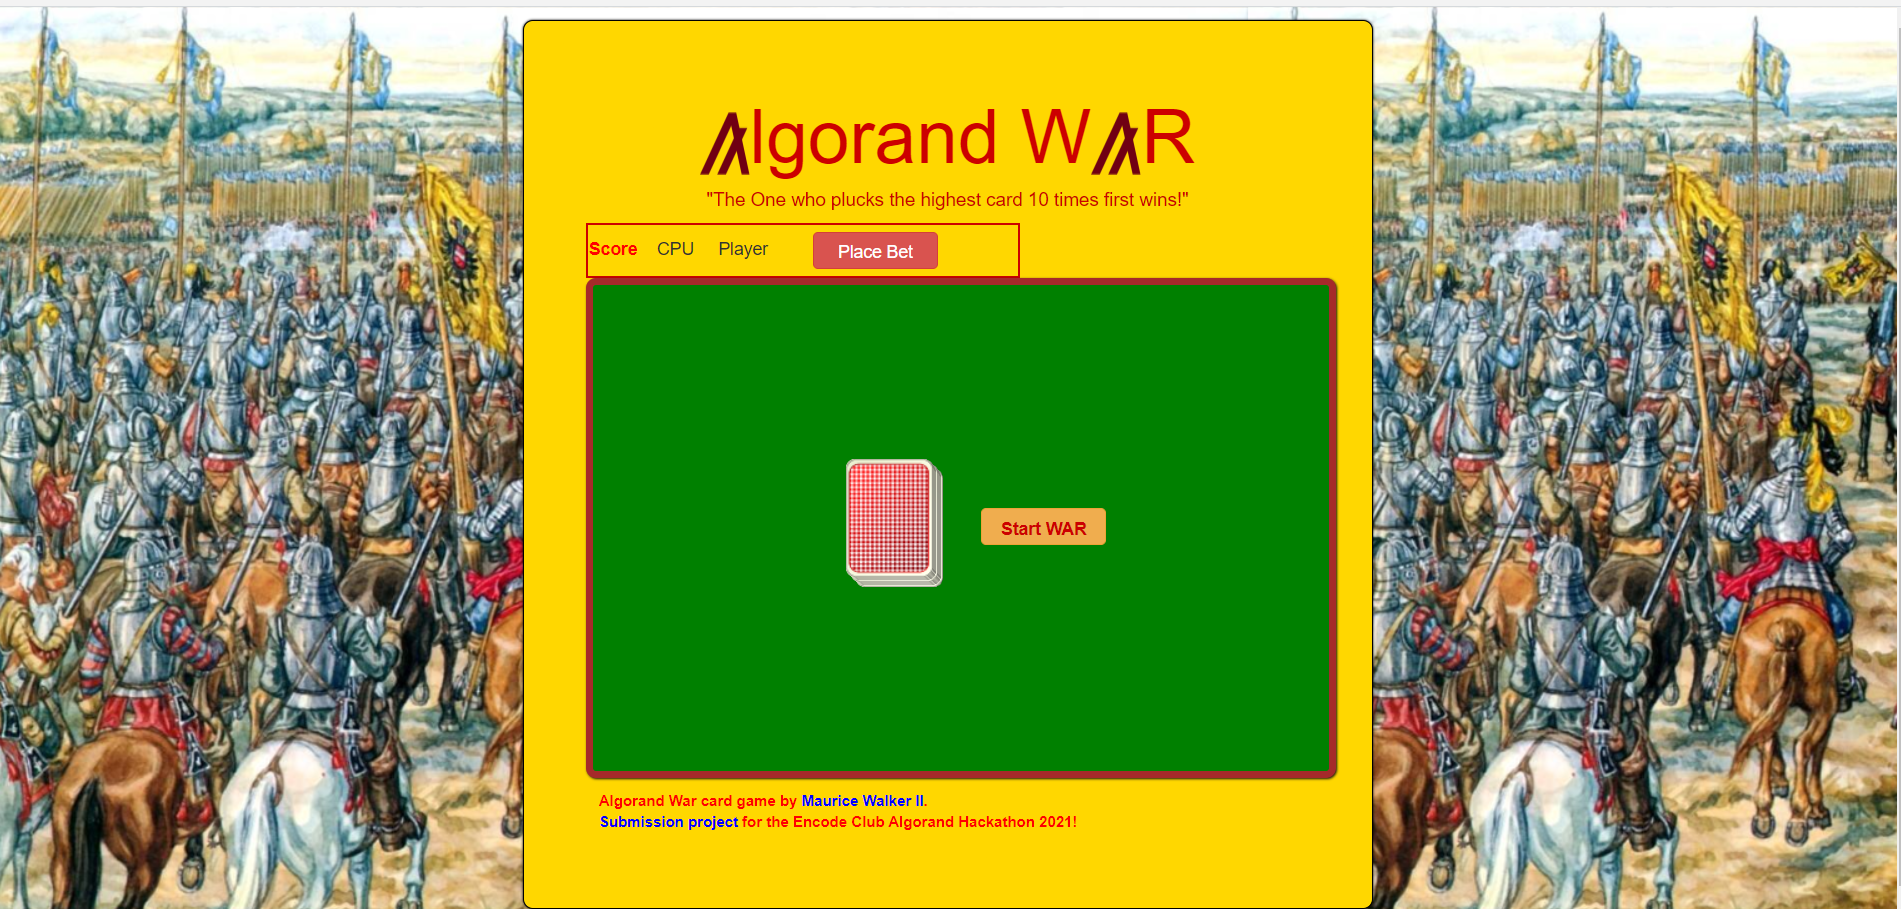 Algorand WAR
"The One who plucks the highest card 10 times first wins!"
Score CPU Player Place Bet
Start WAR
Algorand War card game by Maurice Walker II.
Submission project for the Encode Club Algorand Hackathon 2021!